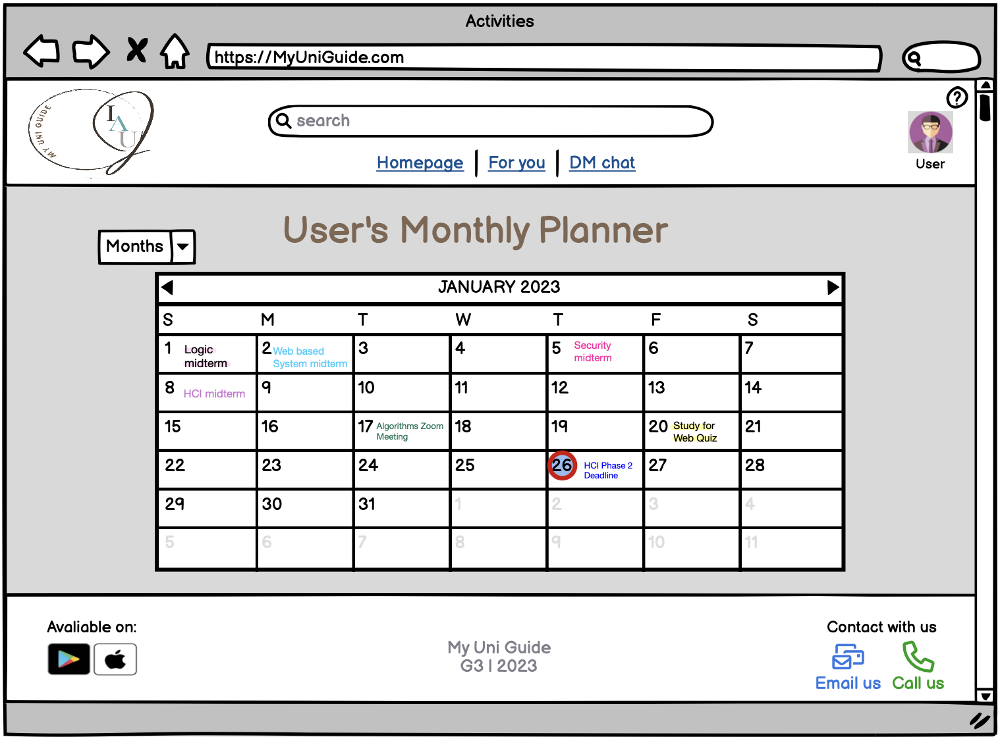 Activities
https://MyUniGuide.com
MY UNI GUIDE
IAU
search
?
Homepage | For you | DM chat
User
User's Monthly Planner
Months
JANUARY 2023
S M T W T F S
1 Logic midterm 2 Web based System midterm 3 4 5 Security midterm 6 7
8 HCI midterm 9 10 11 12 13 14
15 16 17 Algorithms Zoom Meeting 18 19 20 Study for Web Quiz 21
22 23 24 25 26 HCI Phase 2 Deadline 27 28
29 30 31 1 2 3 4
5 6 7 8 9 10 11
Avaliable on:
My Uni Guide
G3 | 2023
Contact with us
Email us Call us